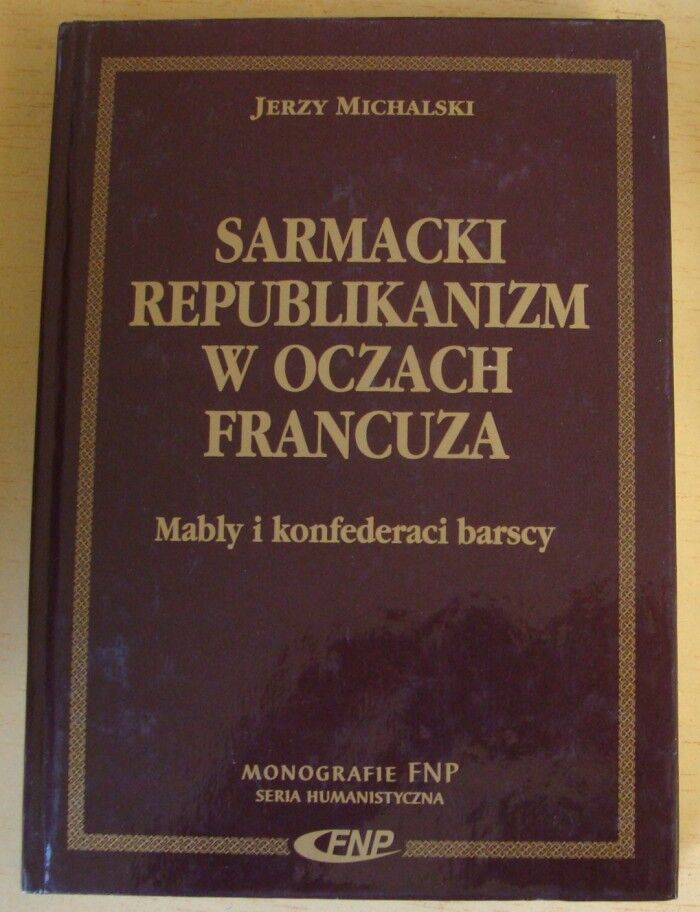 JERZY MICHALSKI
SARMACKI
REPUBLIKANIZM
W OCZACH
FRANCUZA
Mably i konfederaci barscy
MONOGRAFIE FNP
SERIA HUMANISTYCZNA
FNP